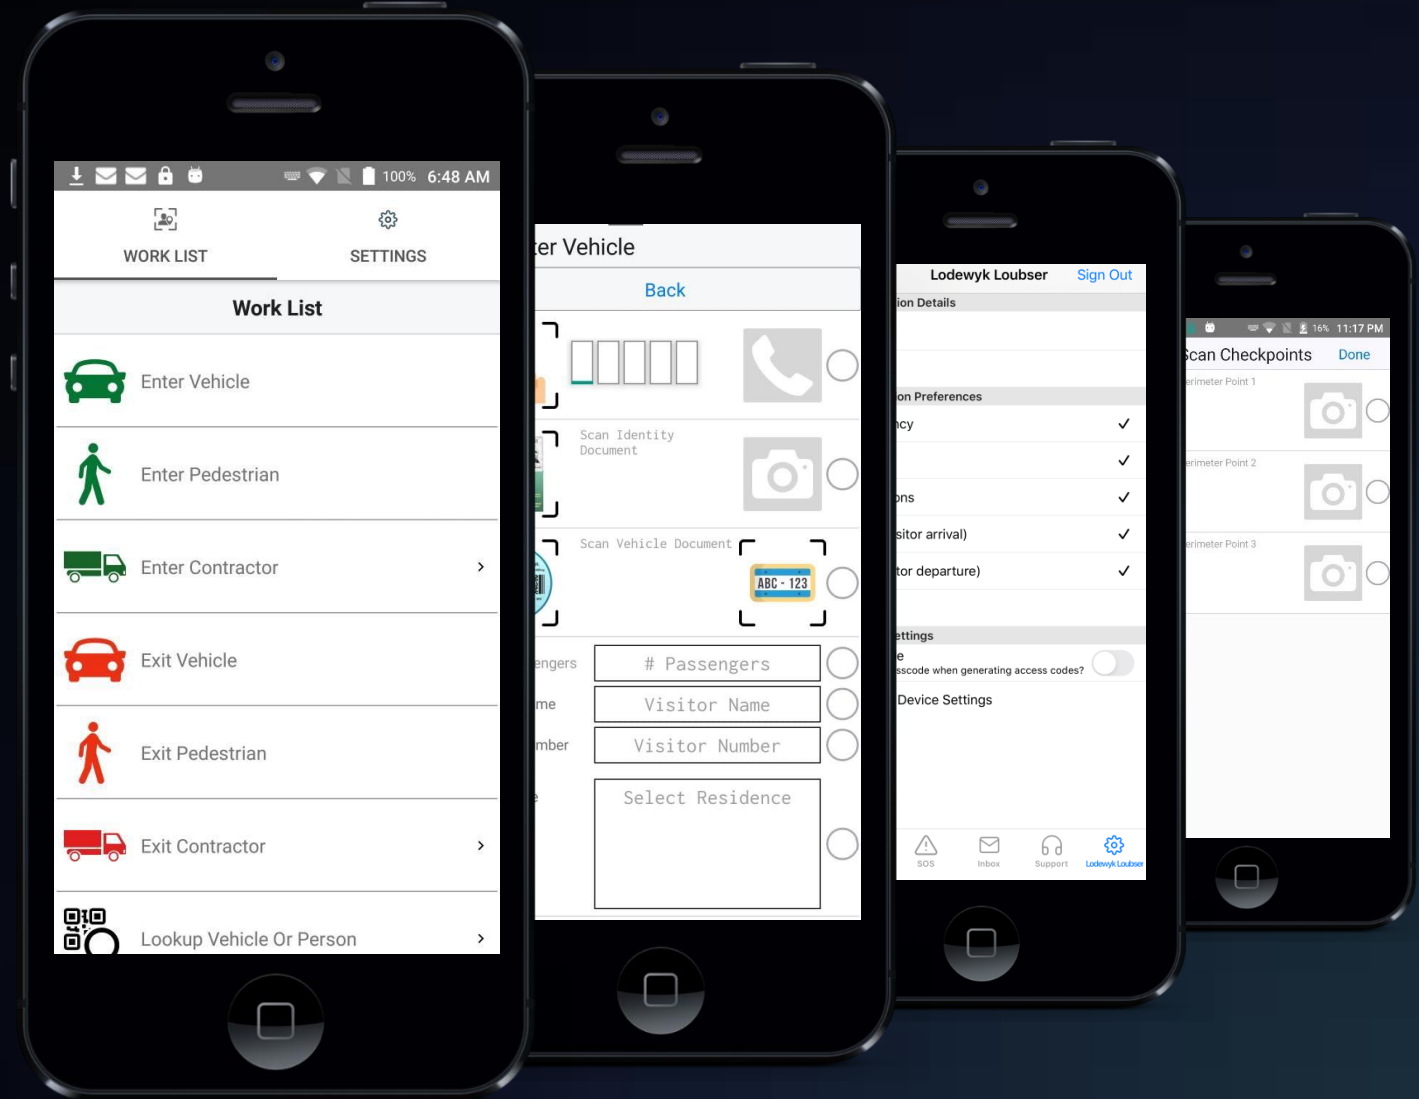 100% 6:48 AM
WORK LIST
SETTINGS
Work List
Enter Vehicle
Enter Pedestrian
Enter Contractor
Exit Vehicle
Exit Pedestrian
Exit Contractor
Lookup Vehicle Or Person
ter Vehicle
Back
Scan Identity
Document
Scan Vehicle Document
ABC - 123
engers
# Passengers
me
Visitor Name
mber
Visitor Number
e
Select Residence
Lodewyk Loubser
Sign Out
ion Details
on Preferences
ncy
ons
sitor arrival)
tor departure)
ettings
e
sscode when generating access codes?
Device Settings
SOS
Inbox
Support
Lodewyk Loubser
16% 11:17 PM
Scan Checkpoints
Done
erimeter Point 1
erimeter Point 2
erimeter Point 3